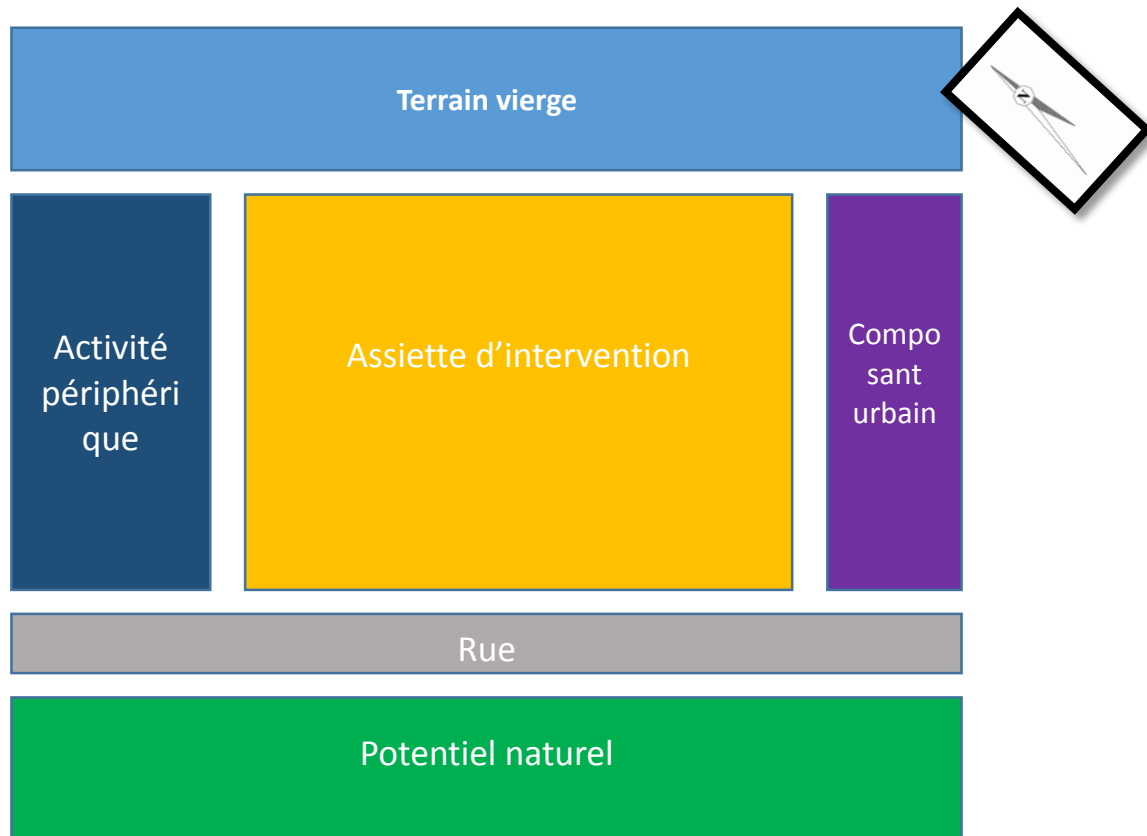 Terrain vierge
N
Activité
périphéri
que
Assiette d'intervention
Compo
sant
urbain
Rue
Potentiel naturel